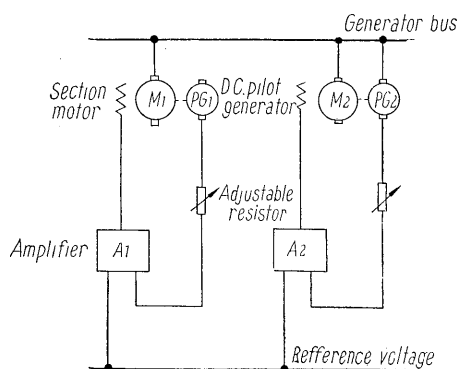 Generator bus
Section
motor
M1
PG1
D.C. pilot
generator
M2
PG2
Adjustable
resistor
Amplifier
A1
A2
Refference voltage